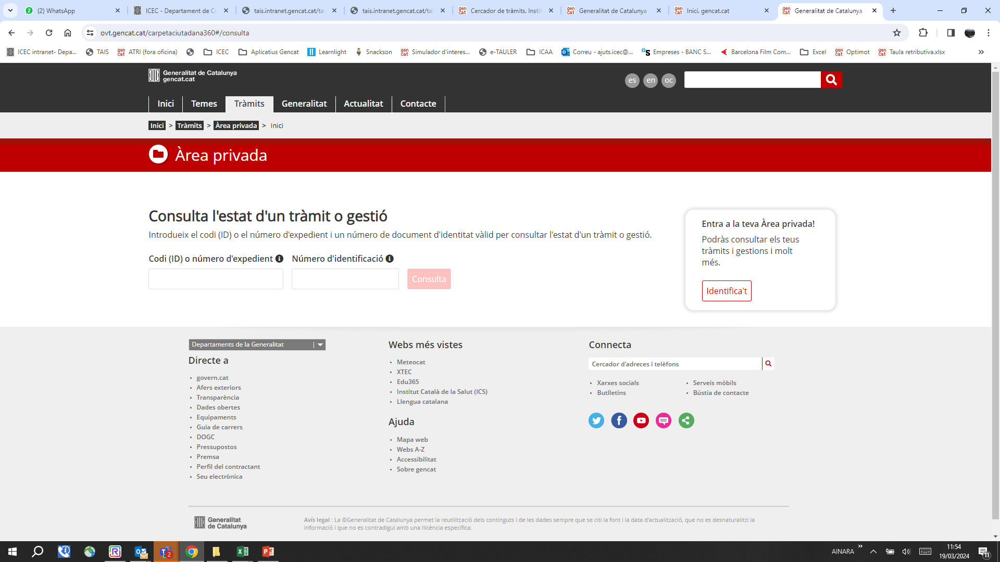 (2) WhatsApp
ICEC - Departament de Cu
tais.intranet.gencat.cat/tai
tais.intranet.gencat.cat/tai
Cercador de tràmits. Instit
Generalitat de Catalunya
Inici. gencat.cat
Generalitat de Catalunya
ovt.gencat.cat/carpetaciutadana360#/consulta
ICEC intranet- Depa...
TAIS
ATRI (fora oficina)
ICEC
Aplicatius Gencat
Learnlight
Snackson
Simulador d'interes...
e-TAULER
ICAA
Correu - ajuts.icec@...
Empreses - BANC S...
Barcelona Film Com...
Excel
Optimot
Taula retributiva.xlsx
Generalitat de Catalunya
gencat.cat
es en oc
Inici Temes Tràmits Generalitat Actualitat Contacte
Inici > Tràmits > Àrea privada > Inici
Àrea privada
Consulta l'estat d'un tràmit o gestió
Introdueix el codi (ID) o el número d'expedient i un número de document d'identitat vàlid per consultar l'estat d'un tràmit o gestió.
Codi (ID) o número d'expedient
Número d'identificació
Consulta
Entra a la teva Àrea privada!
Podràs consultar els teus
tràmits i gestions i molt
més.
Identifica't
Departaments de la Generalitat
Directe a
govern.cat
Afers exteriors
Transparència
Dades obertes
Equipaments
Guia de carrers
DOGC
Pressupostos
Premsa
Perfil del contractant
Seu electrònica
Webs més vistes
Meteocat
XTEC
Edu365
Institut Català de la Salut (ICS)
Llengua catalana
Ajuda
Mapa web
Webs A-Z
Accessibilitat
Sobre gencat
Connecta
Cercador d'adreces i telèfons
Xarxes socials
Butlletins
Serveis mòbils
Bústia de contacte
Generalitat
de Catalunya
Avís legal : La ©Generalitat de Catalunya permet la reutilització dels continguts i de les dades sempre que se citi la font i la data d'actualització, que no es desnaturalitzi la
informació i que no es contradigui amb una llicència específica.
AINARA
11:54
19/03/2024
11